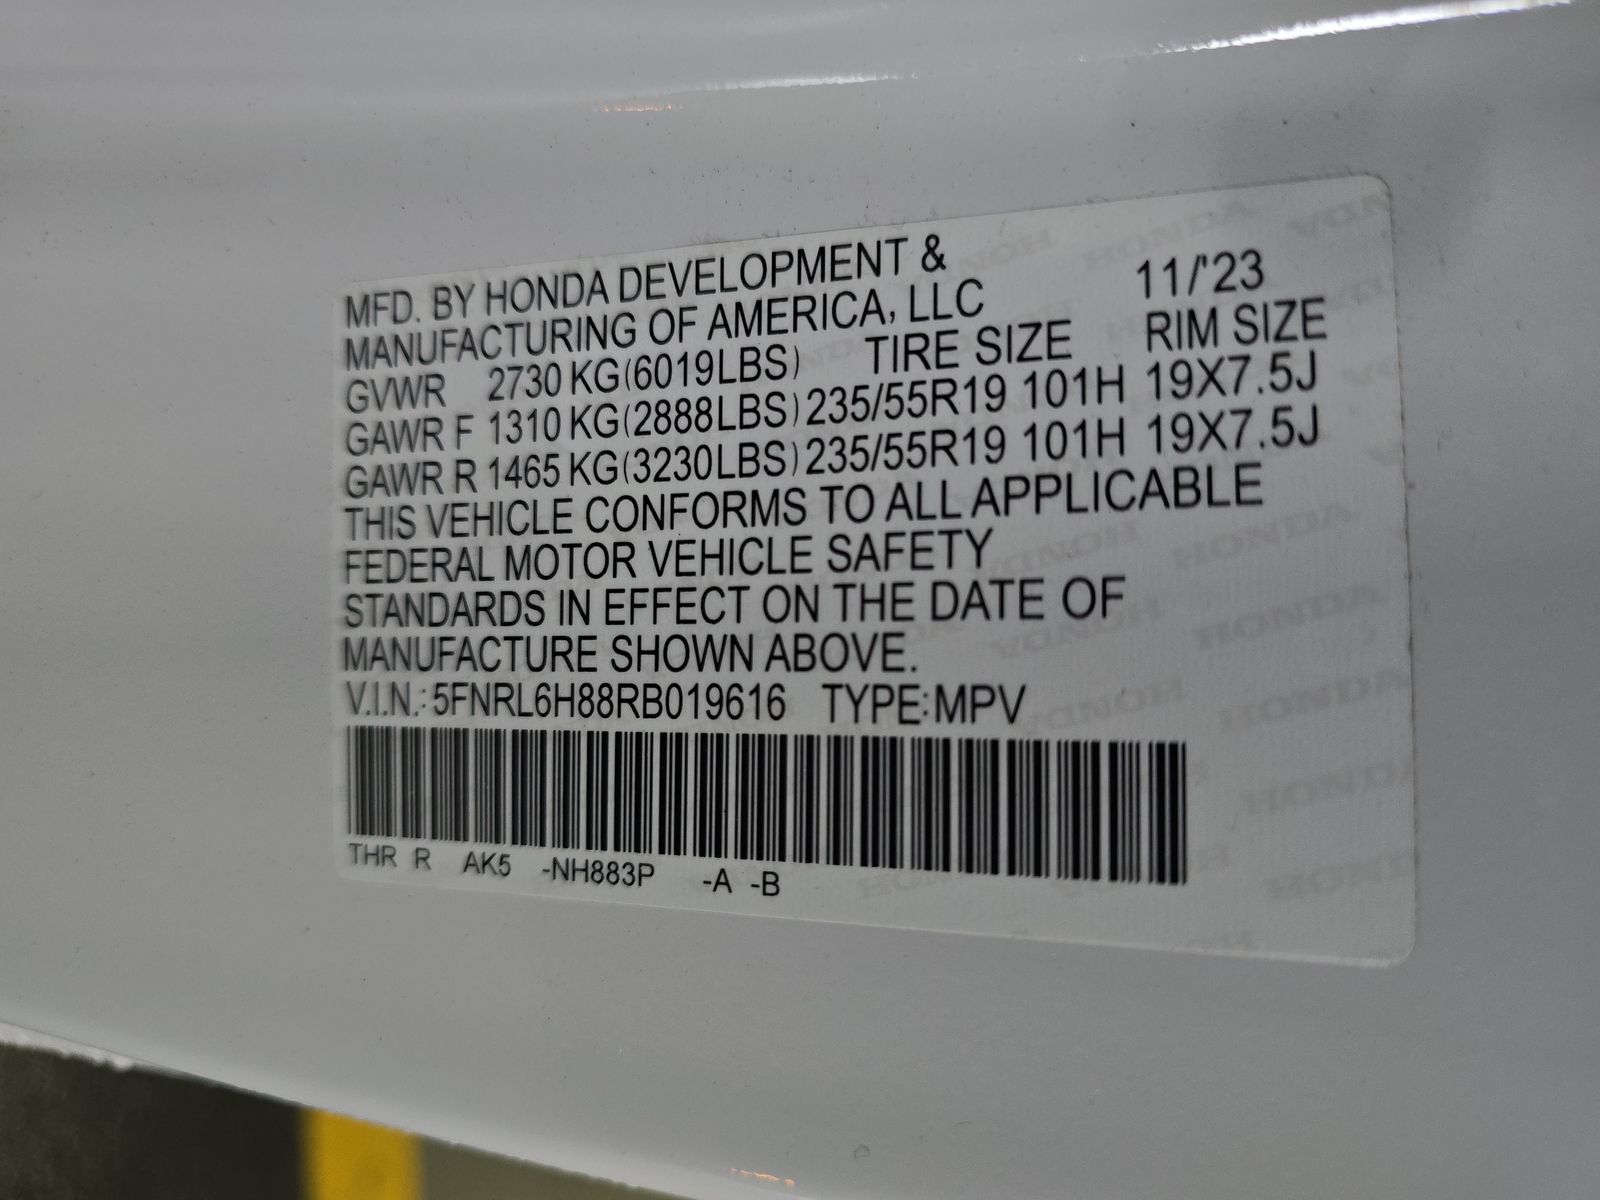 MFD. BY HONDA DEVELOPMENT &
MANUFACTURING OF AMERICA, LLC 11/'23
GVWR 2730 KG(6019LBS) TIRE SIZE RIM SIZE
GAWR F 1310 KG(2888LBS) 235/55R19 101H 19X7.5J
GAWR R 1465 KG(3230LBS) 235/55R19 101H 19X7.5J
THIS VEHICLE CONFORMS TO ALL APPLICABLE
FEDERAL MOTOR VEHICLE SAFETY
STANDARDS IN EFFECT ON THE DATE OF
MANUFACTURE SHOWN ABOVE.
V.I.N.: 5FNRL6H88RB019616 TYPE:MPV
THR R AK5 -NH883P -A -B